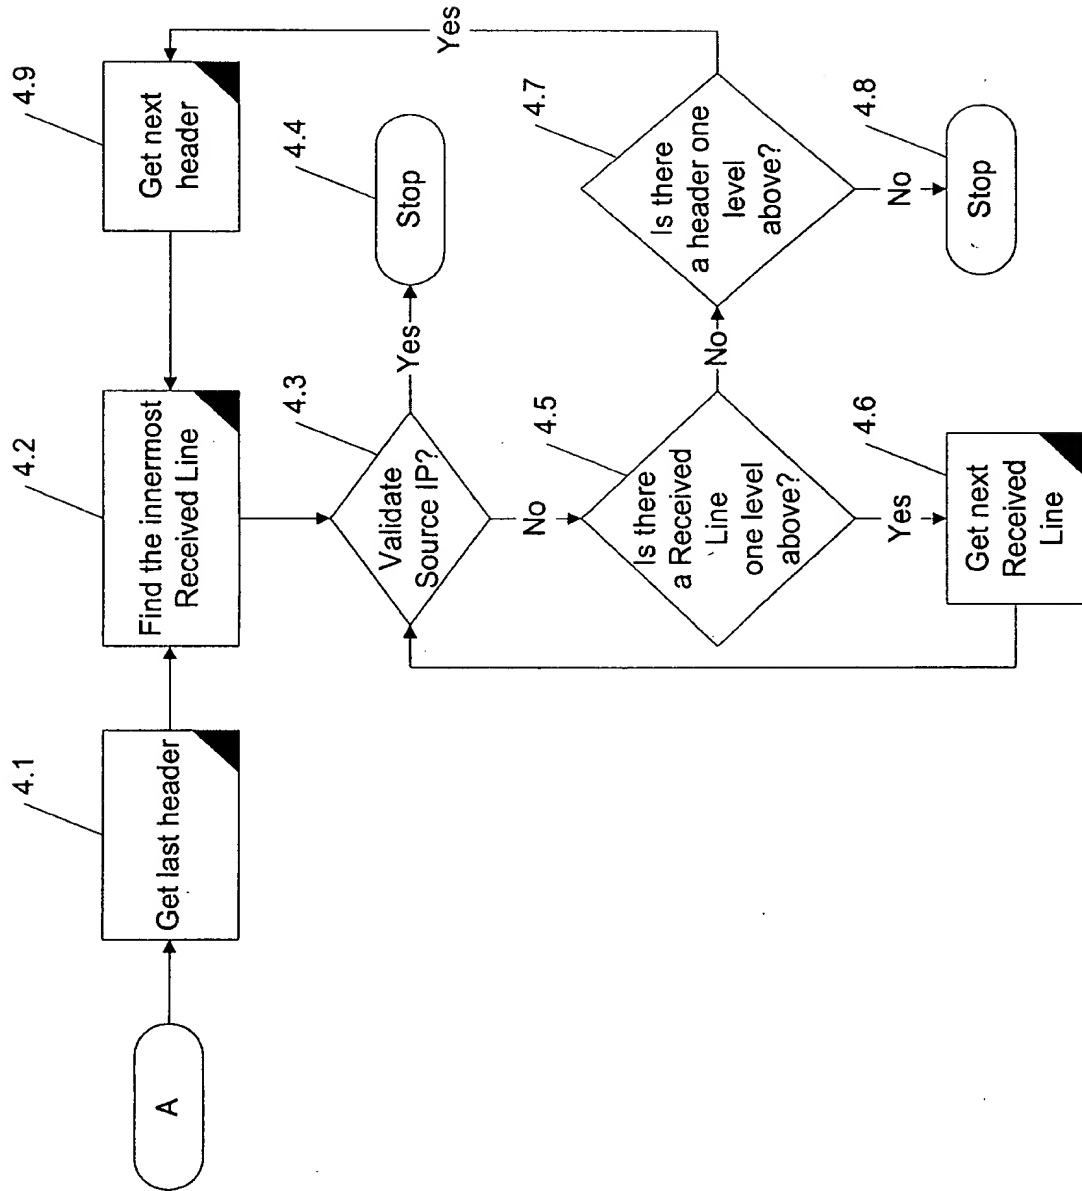 A
4.1
Get last header
4.2
Find the innermost
Received Line
4.9
Get next
header
4.3
Validate
Source IP?
Yes
4.4
Stop
No
4.5
Is there
a Received
Line
one level
above?
No
4.7
Is there
a header one
level
above?
Yes
Yes
4.6
Get next
Received
Line
No
4.8
Stop